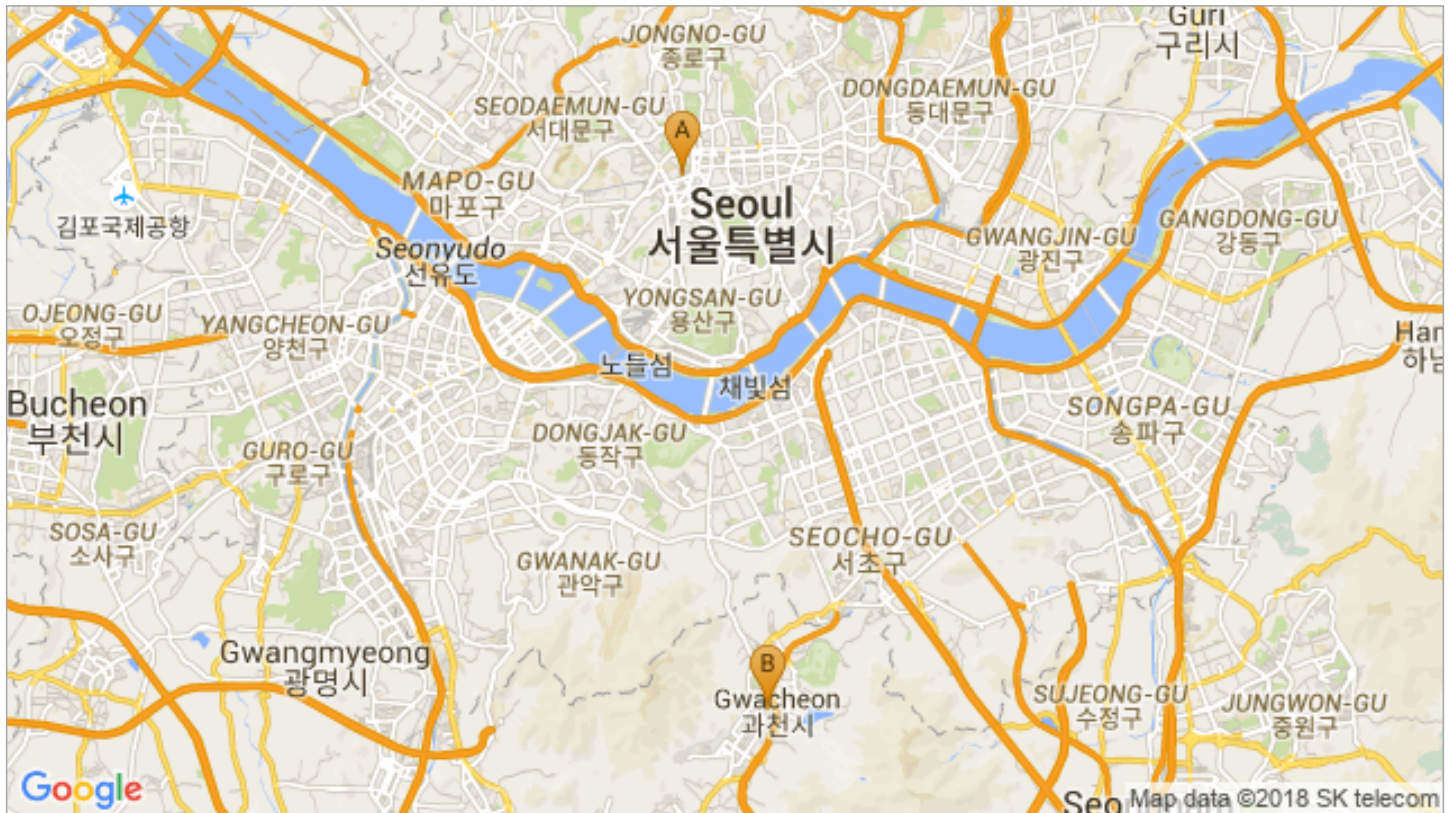 Guri
구리시
JONGNO-GU
종로구
DONGDAEMUN-GU
동대문구
SEODAEMUN-GU
서대문구
A
MAPO-GU
마포구
Seoul
서울특별시
김포국제공항
GANGDONG-GU
강동구
GWANGJIN-GU
광진구
Seonyudo
선유도
YONGSAN-GU
용산구
OJEONG-GU
오정구
YANGCHEON-GU
양천구
Han
하남
노들섬
채빛섬
Bucheon
부천시
SONGPA-GU
송파구
DONGJAK-GU
동작구
GURO-GU
구로구
SOSA-GU
소사구
SEOCHO-GU
서초구
GWANAK-GU
관악구
Gwangmyeong
광명시
B
Gwacheon
과천시
SUJEONG-GU
수정구
JUNGWON-GU
중원구
Google
Map data ©2018 SK telecom